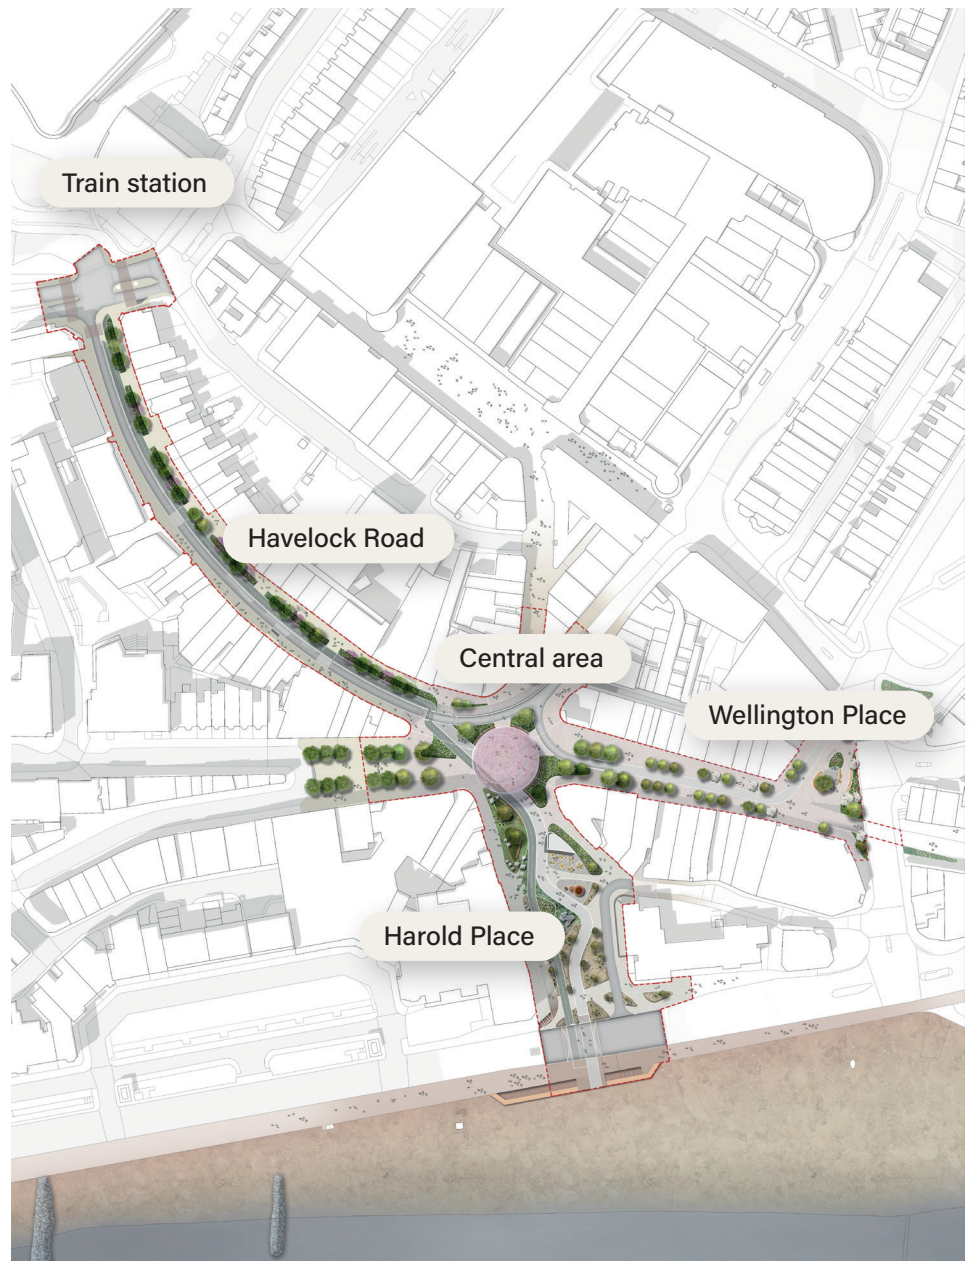 Train station
Havelock Road
Central area
Wellington Place
Harold Place